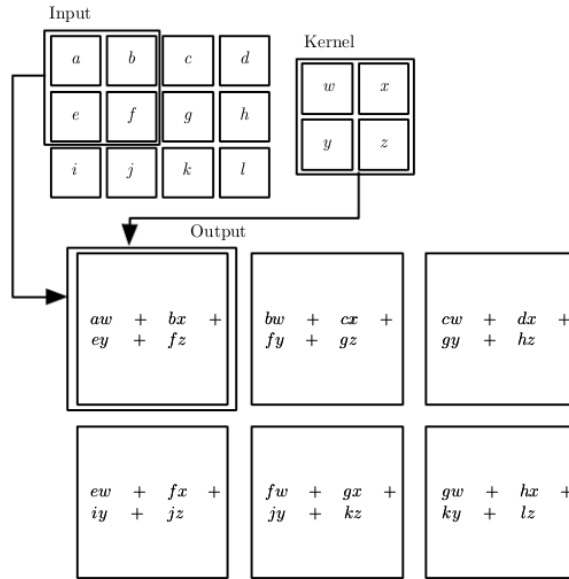 Input
Kernel
a b c d
w x
e f g h
y z
i j k l
Output
aw + bx +
ey + fz
bw + cx +
fy + gz
cw + dx +
gy + hz
ew + fx +
iy + jz
fw + gx +
jy + kz
gw + hx +
ky + lz